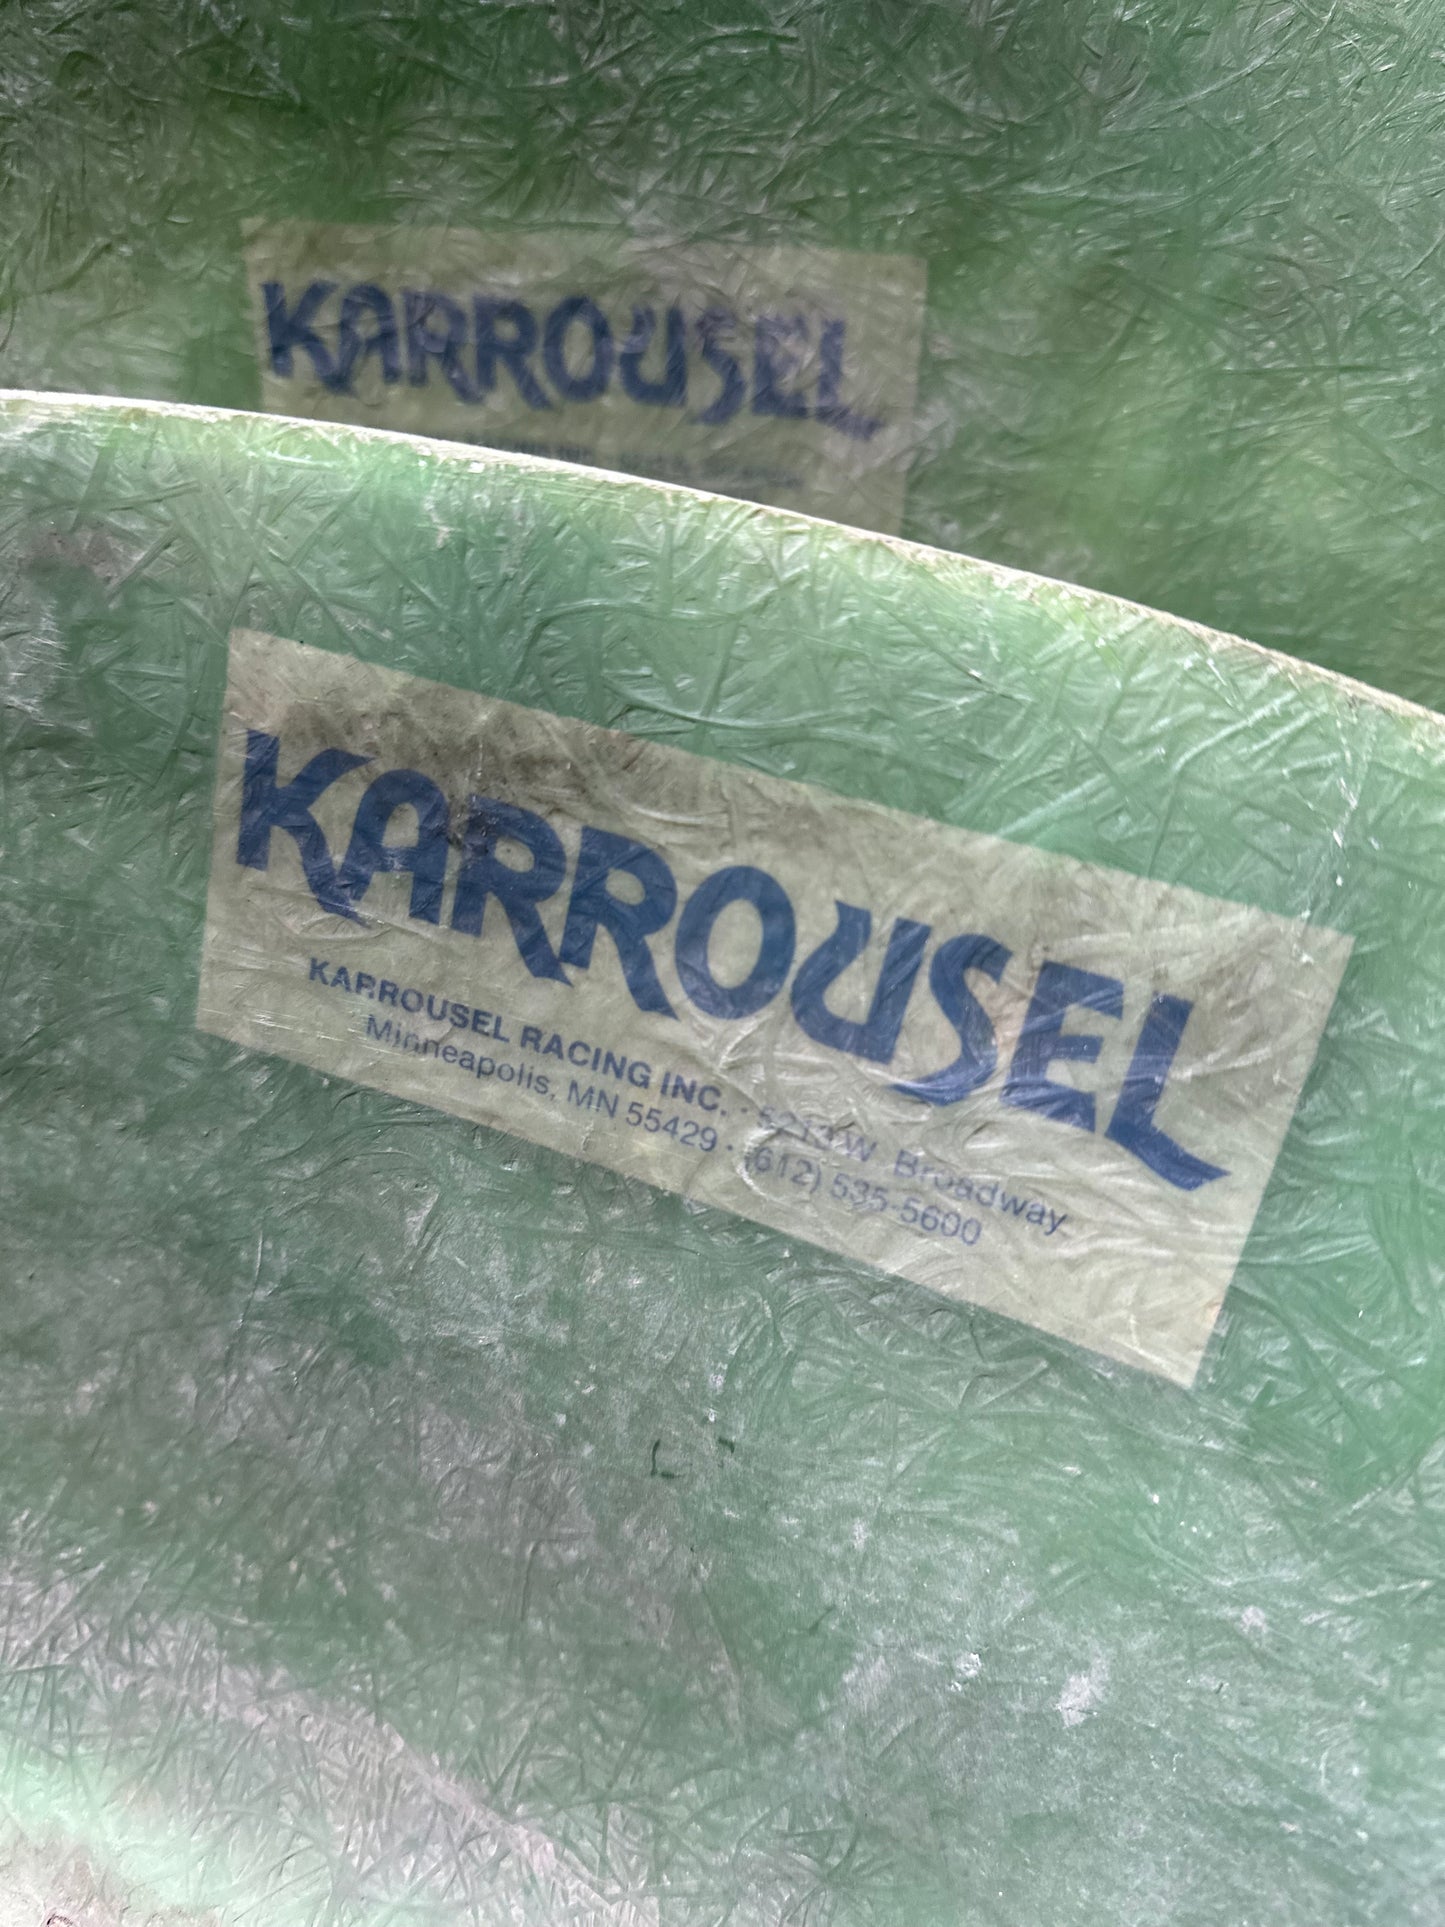 KARROUSEL
KARROUSEL
KARROUSEL RACING INC. · 5213 W. Broadway
Minneapolis, MN 55429 · (612) 535-5600